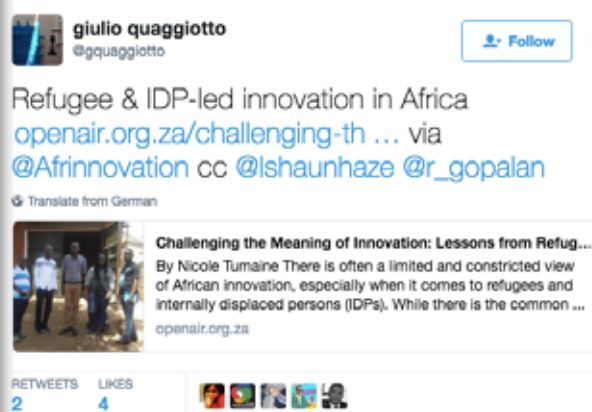 giulio quaggiotto
@gquaggiotto
Follow
Refugee & IDP-led innovation in Africa
openair.org.za/challenging-th ... via
@Afrinnovation cc @Ishaunhaze @r_gopalan
Translate from German
Challenging the Meaning of Innovation: Lessons from Refug...
By Nicole Tumaine There is often a limited and constricted view
of African innovation, especially when it comes to refugees and
internally displaced persons (IDPs). While there is the common ...
openair.org.za
RETWEETS LIKES
2 4